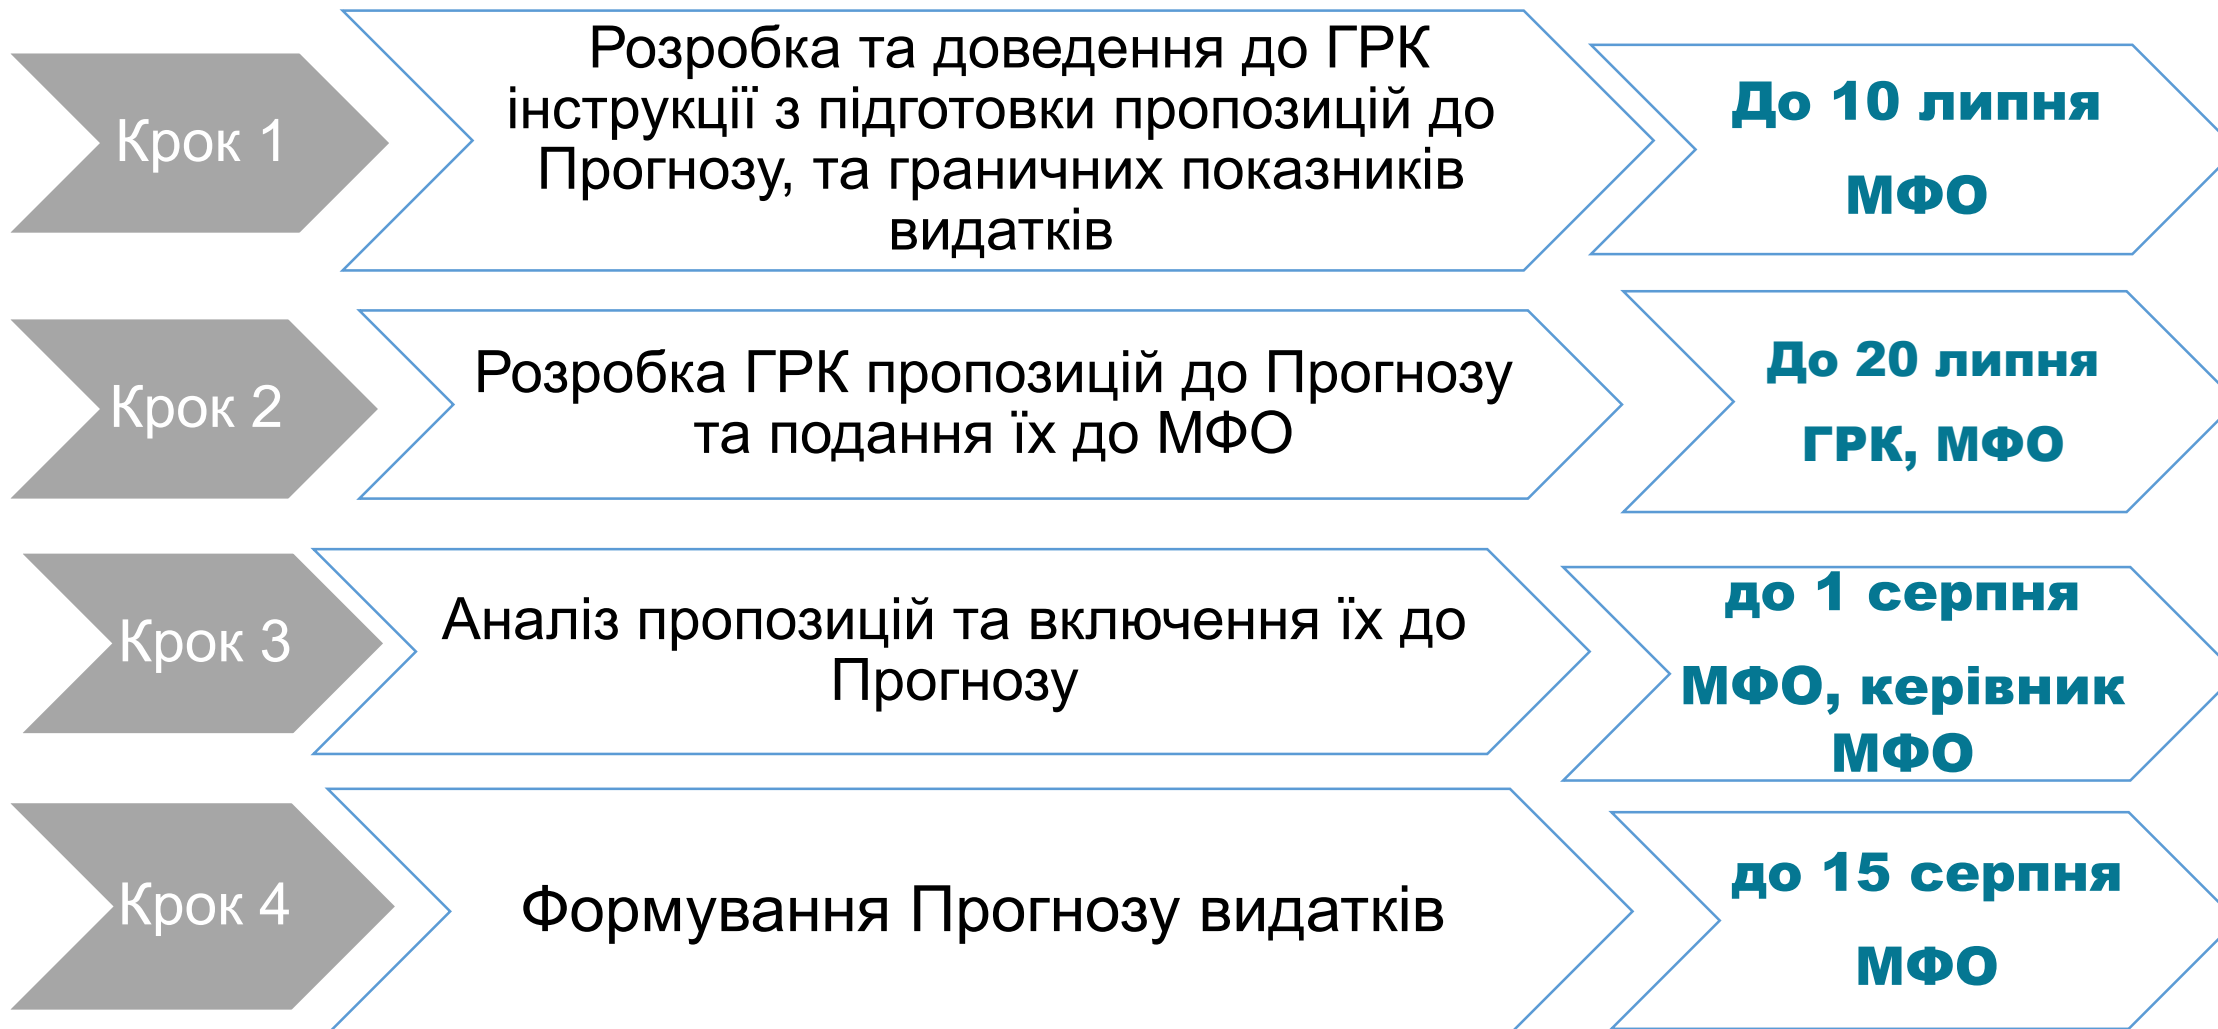 Крок 1
Розробка та доведення до ГРК
інструкції з підготовки пропозицій до
Прогнозу, та граничних показників
видатків
До 10 липня
МФО
Крок 2
Розробка ГРК пропозицій до Прогнозу
та подання їх до МФО
До 20 липня
ГРК, МФО
Крок 3
Аналіз пропозицій та включення їх до
Прогнозу
до 1 серпня
МФО, керівник
МФО
Крок 4
Формування Прогнозу видатків
до 15 серпня
МФО